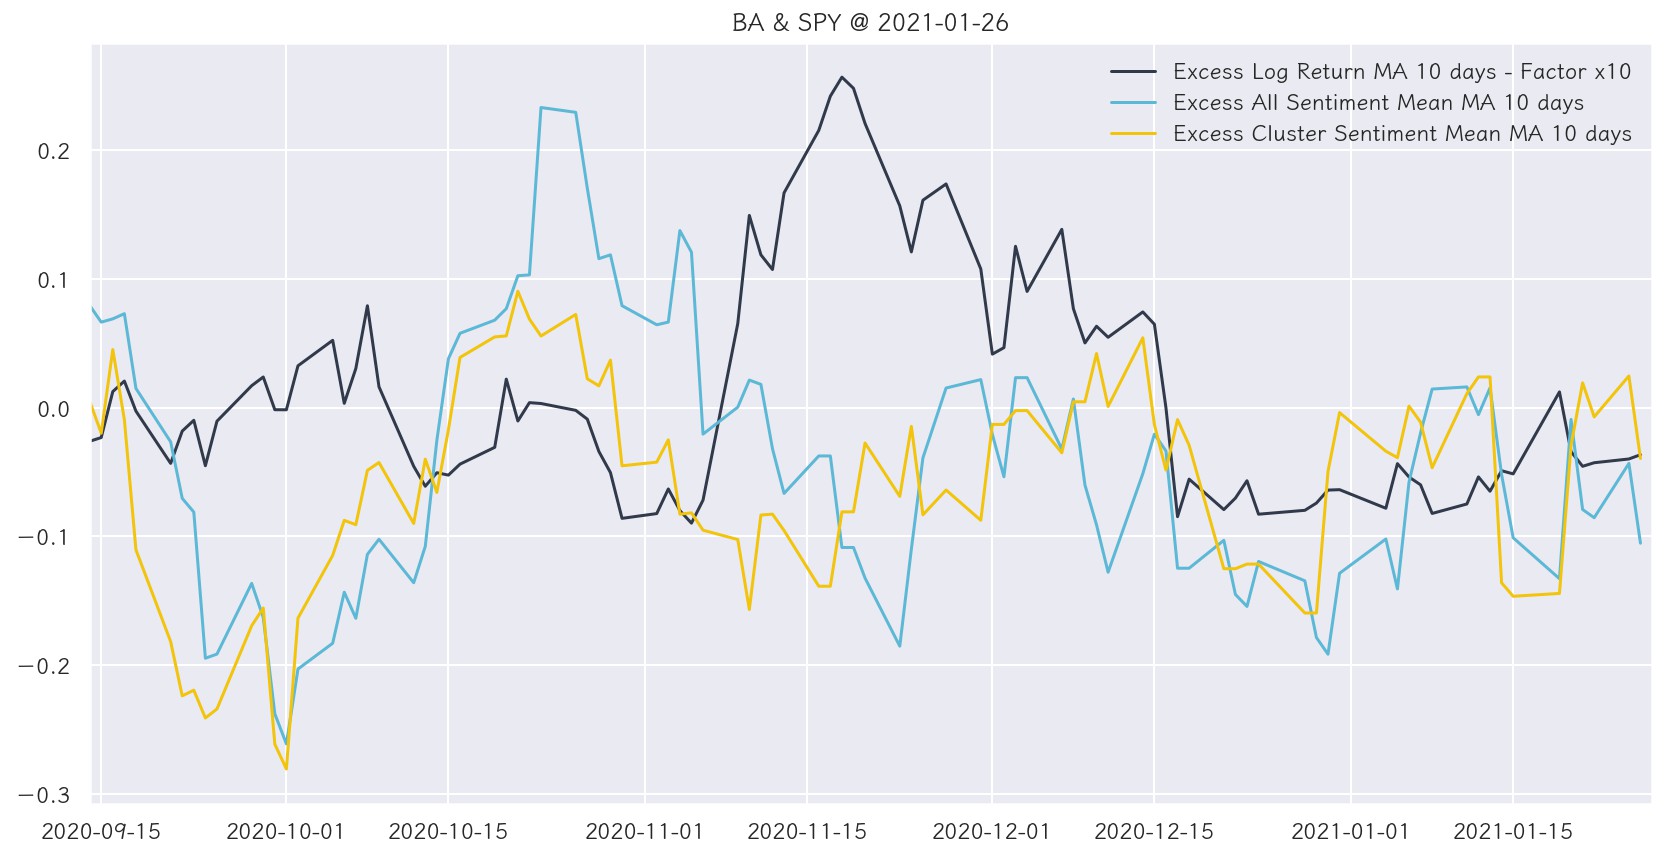 BA & SPY @ 2021-01-26
Excess Log Return MA 10 days - Factor x10
Excess All Sentiment Mean MA 10 days
Excess Cluster Sentiment Mean MA 10 days
0.2
0.1
0.0
−0.1
−0.2
−0.3
2020-09-15 2020-10-01 2020-10-15 2020-11-01 2020-11-15 2020-12-01 2020-12-15 2021-01-01 2021-01-15